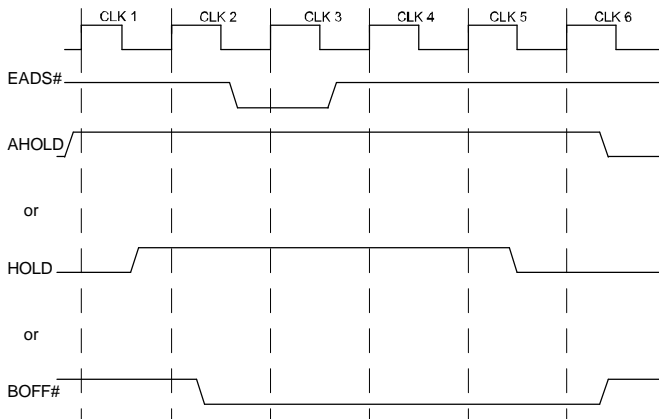 CLK 1 CLK 2 CLK 3 CLK 4 CLK 5 CLK 6
EADS#
AHOLD
or
HOLD
or
BOFF#